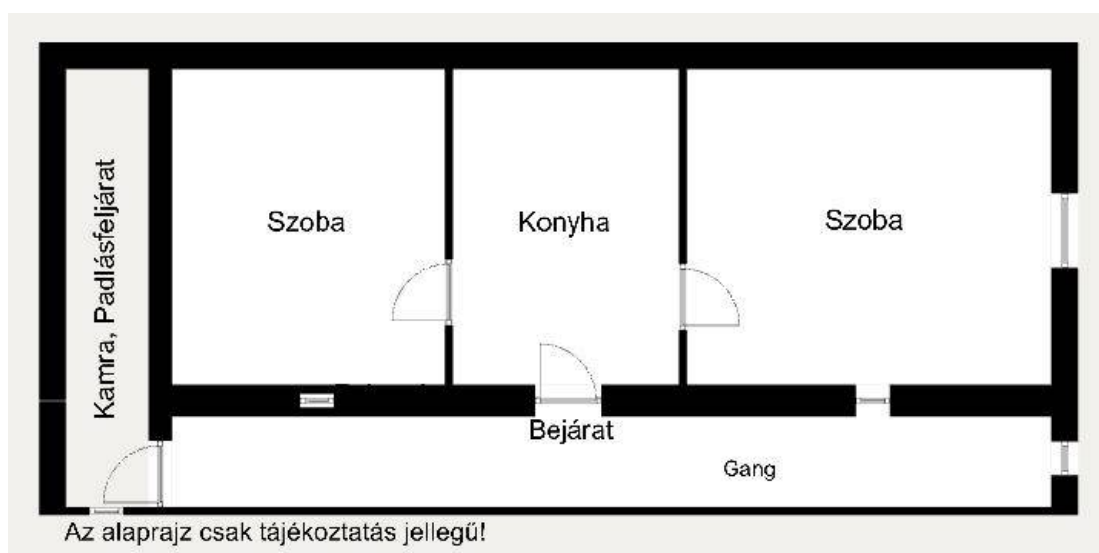 Kamra, Padlásfeljárat
Szoba
Konyha
Szoba
Bejárat
Gang
Az alaprajz csak tájékoztatás jellegű!